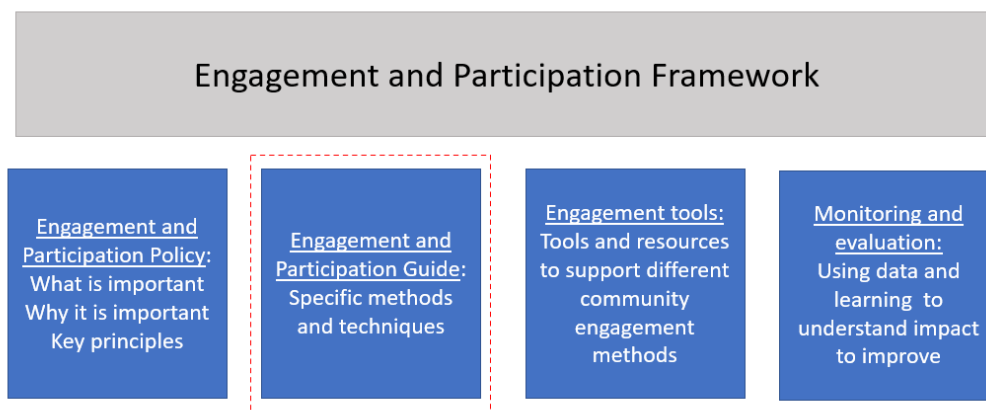 Engagement and Participation Framework
Engagement and
Participation Policy:
What is important
Why it is important
Key principles
Engagement and
Participation Guide:
Specific methods
and techniques
Engagement tools:
Tools and resources
to support different
community
engagement
methods
Monitoring and
evaluation:
Using data and
learning  to
understand impact
to improve